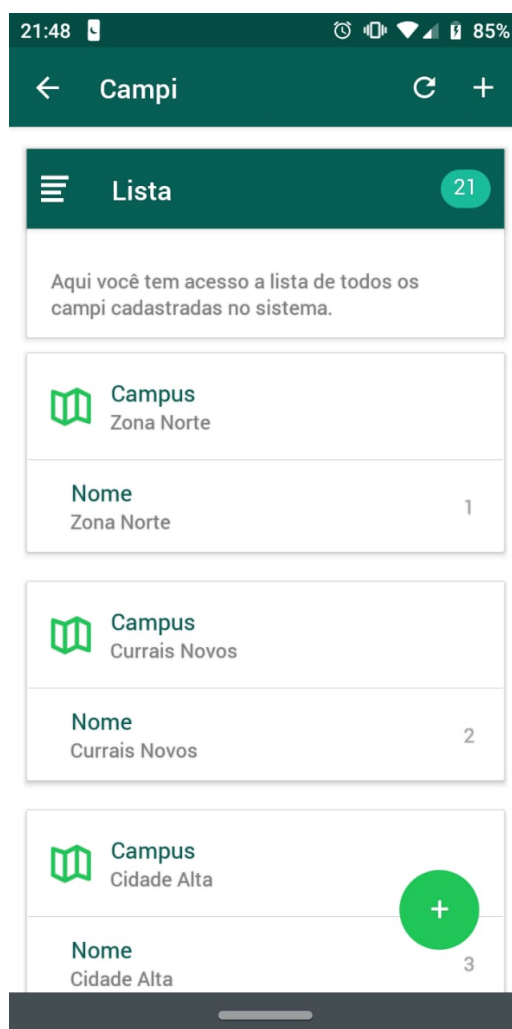 21:48 85%
Campi
Lista 21
Aqui você tem acesso a lista de todos os
campi cadastradas no sistema.
Campus
Zona Norte
Nome
Zona Norte 1
Campus
Currais Novos
Nome
Currais Novos 2
Campus
Cidade Alta
Nome
Cidade Alta 3